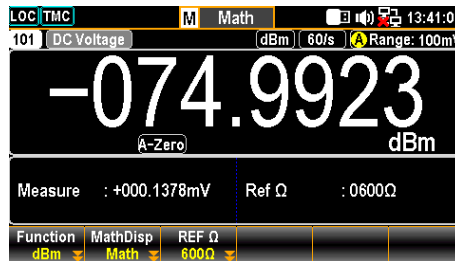 LOC TMC M Math 13:41:0
101 DC Voltage dBm 60/s A Range: 100m
-074.9923
A-Zero dBm
Measure : +000.1378mV Ref Ω : 0600Ω
Function MathDisp REF Ω
dBm Math 600Ω